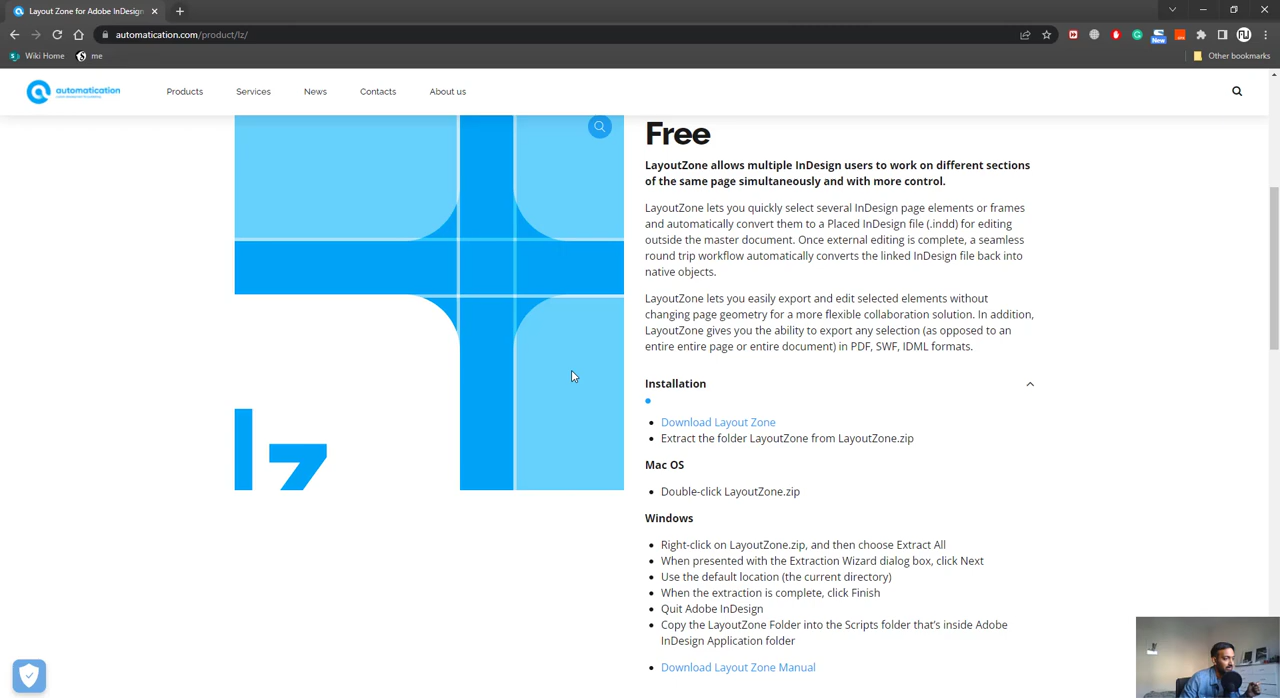 Layout Zone for Adobe InDesign
automatication.com/product/lz/
New
Wiki Home
me
Other bookmarks
automatication
Products
Services
News
Contacts
About us
Free
LayoutZone allows multiple InDesign users to work on different sections
of the same page simultaneously and with more control.
LayoutZone lets you quickly select several InDesign page elements or frames
and automatically convert them to a Placed InDesign file (.indd) for editing
outside the master document. Once external editing is complete, a seamless
round trip workflow automatically converts the linked InDesign file back into
native objects.
LayoutZone lets you easily export and edit selected elements without
changing page geometry for a more flexible collaboration solution. In addition,
LayoutZone gives you the ability to export any selection (as opposed to an
entire entire page or entire document) in PDF, SWF, IDML formats.
lz
Installation
Download Layout Zone
Extract the folder LayoutZone from LayoutZone.zip
Mac OS
Double-click LayoutZone.zip
Windows
Right-click on LayoutZone.zip, and then choose Extract All
When presented with the Extraction Wizard dialog box, click Next
Use the default location (the current directory)
When the extraction is complete, click Finish
Quit Adobe InDesign
Copy the LayoutZone Folder into the Scripts folder that's inside Adobe
InDesign Application folder
Download Layout Zone Manual